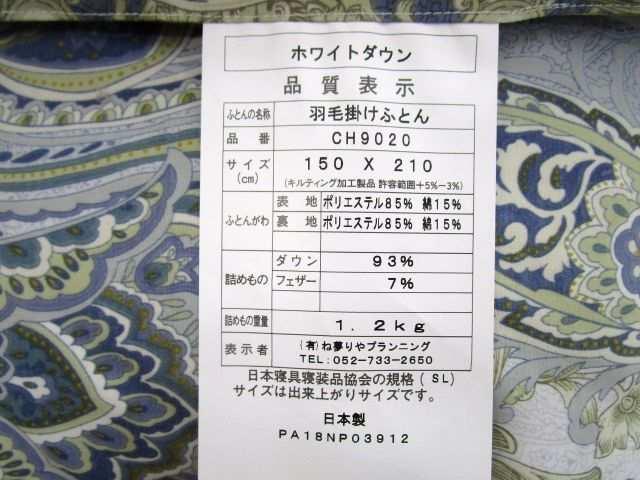 ホワイトダウン
品質表示
ふとんの名称 羽毛掛けふとん
品番 CH9020
サイズ(cm) 150 X 210
(キルティング加工製品 許容範囲+5%−3%)
ふとんがわ 表地 ポリエステル85% 綿15%
裏地 ポリエステル85% 綿15%
詰めもの ダウン 93%
フェザー 7%
詰めもの重量 1.2kg
表示者 (有)ね夢りやプランニング
TEL:052-733-2650
日本寝具寝装品協会の規格(SL)
サイズは出来上がりサイズです。
日本製
PA18NP03912